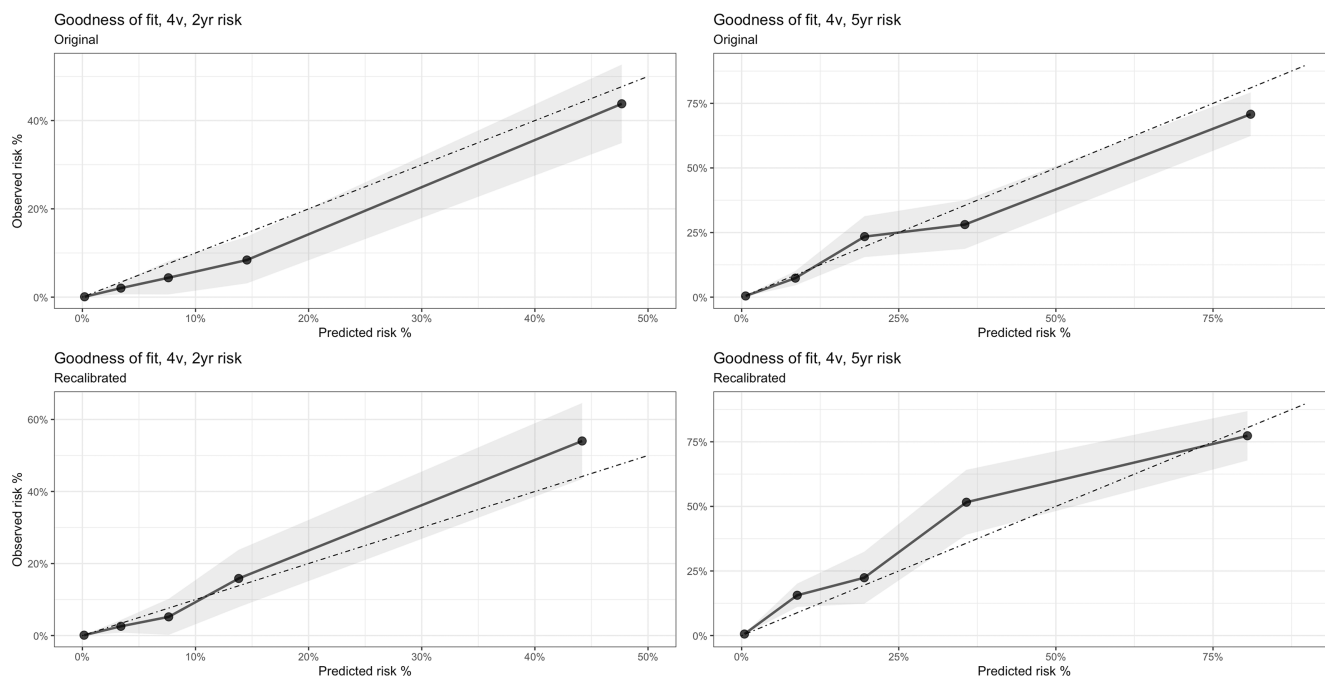 Goodness of fit, 4v, 2yr risk
Original
Observed risk %
40%
20%
0%
0% 10% 20% 30% 40% 50%
Predicted risk %
Goodness of fit, 4v, 5yr risk
Original
75%
50%
25%
0%
0% 25% 50% 75%
Predicted risk %
Goodness of fit, 4v, 2yr risk
Recalibrated
Observed risk %
60%
40%
20%
0%
0% 10% 20% 30% 40% 50%
Predicted risk %
Goodness of fit, 4v, 5yr risk
Recalibrated
75%
50%
25%
0%
0% 25% 50% 75%
Predicted risk %